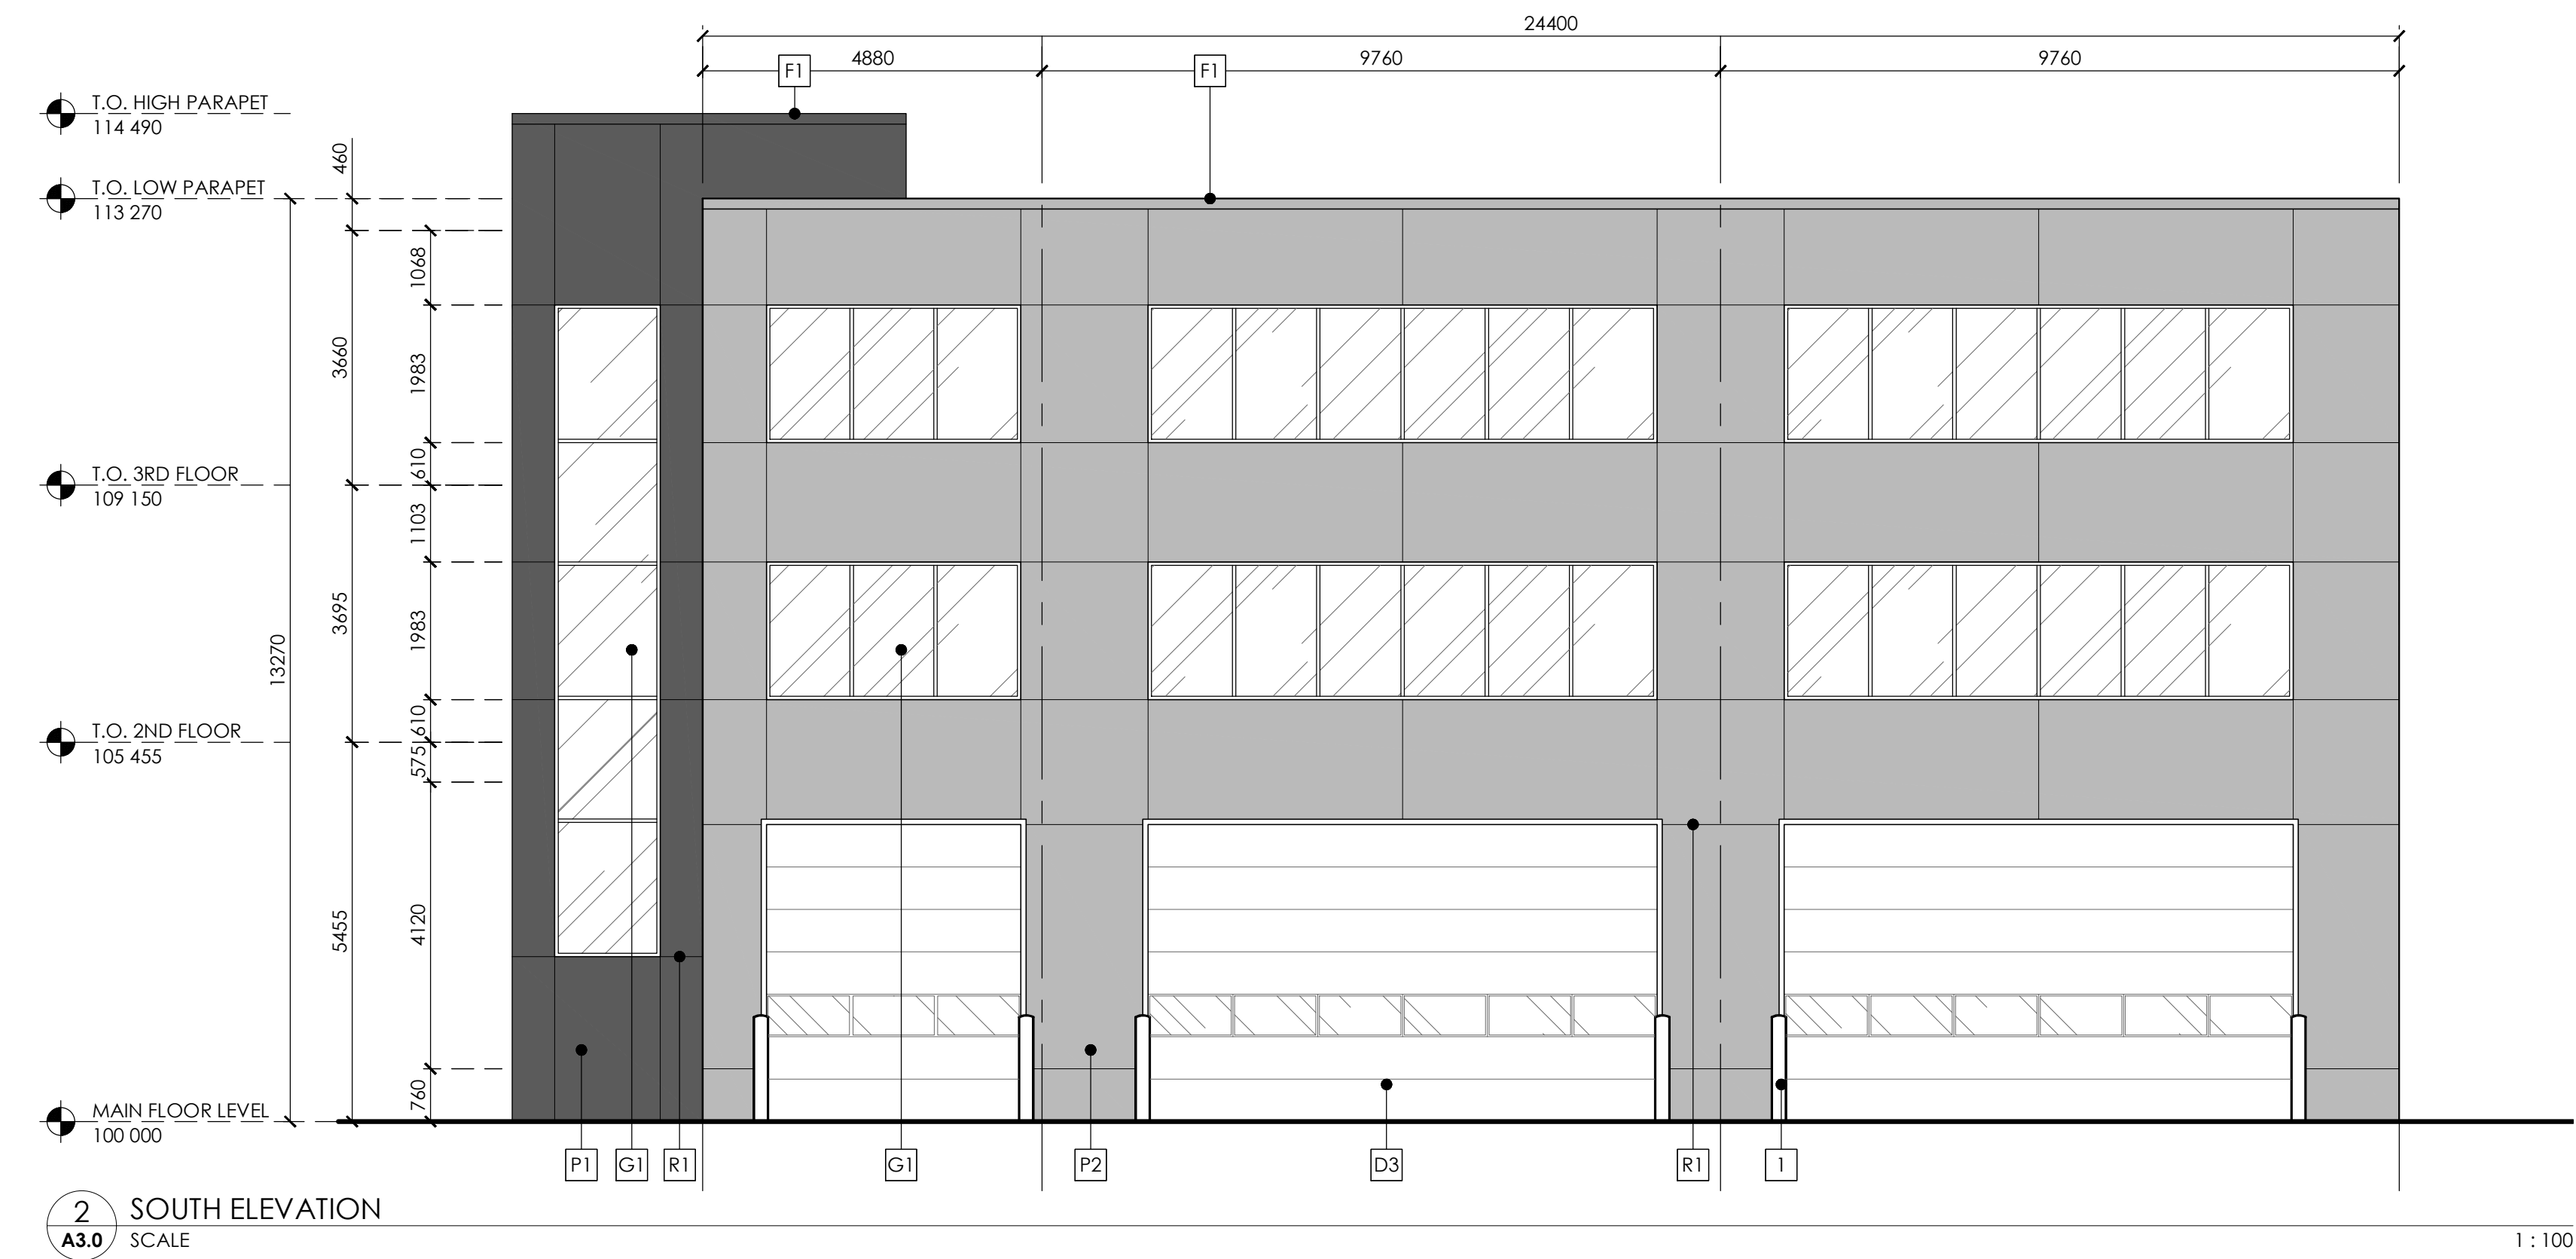 24400
4880
9760
9760
F1
F1
T.O. HIGH PARAPET
114 490
T.O. LOW PARAPET
113 270
460
1068
3660
1983
T.O. 3RD FLOOR
109 150
610
1103
3695
1983
13270
T.O. 2ND FLOOR
105 455
610
575
5455
4120
760
MAIN FLOOR LEVEL
100 000
P1
G1
R1
G1
P2
D3
R1
1
2
SOUTH ELEVATION
A3.0
SCALE
1 : 100